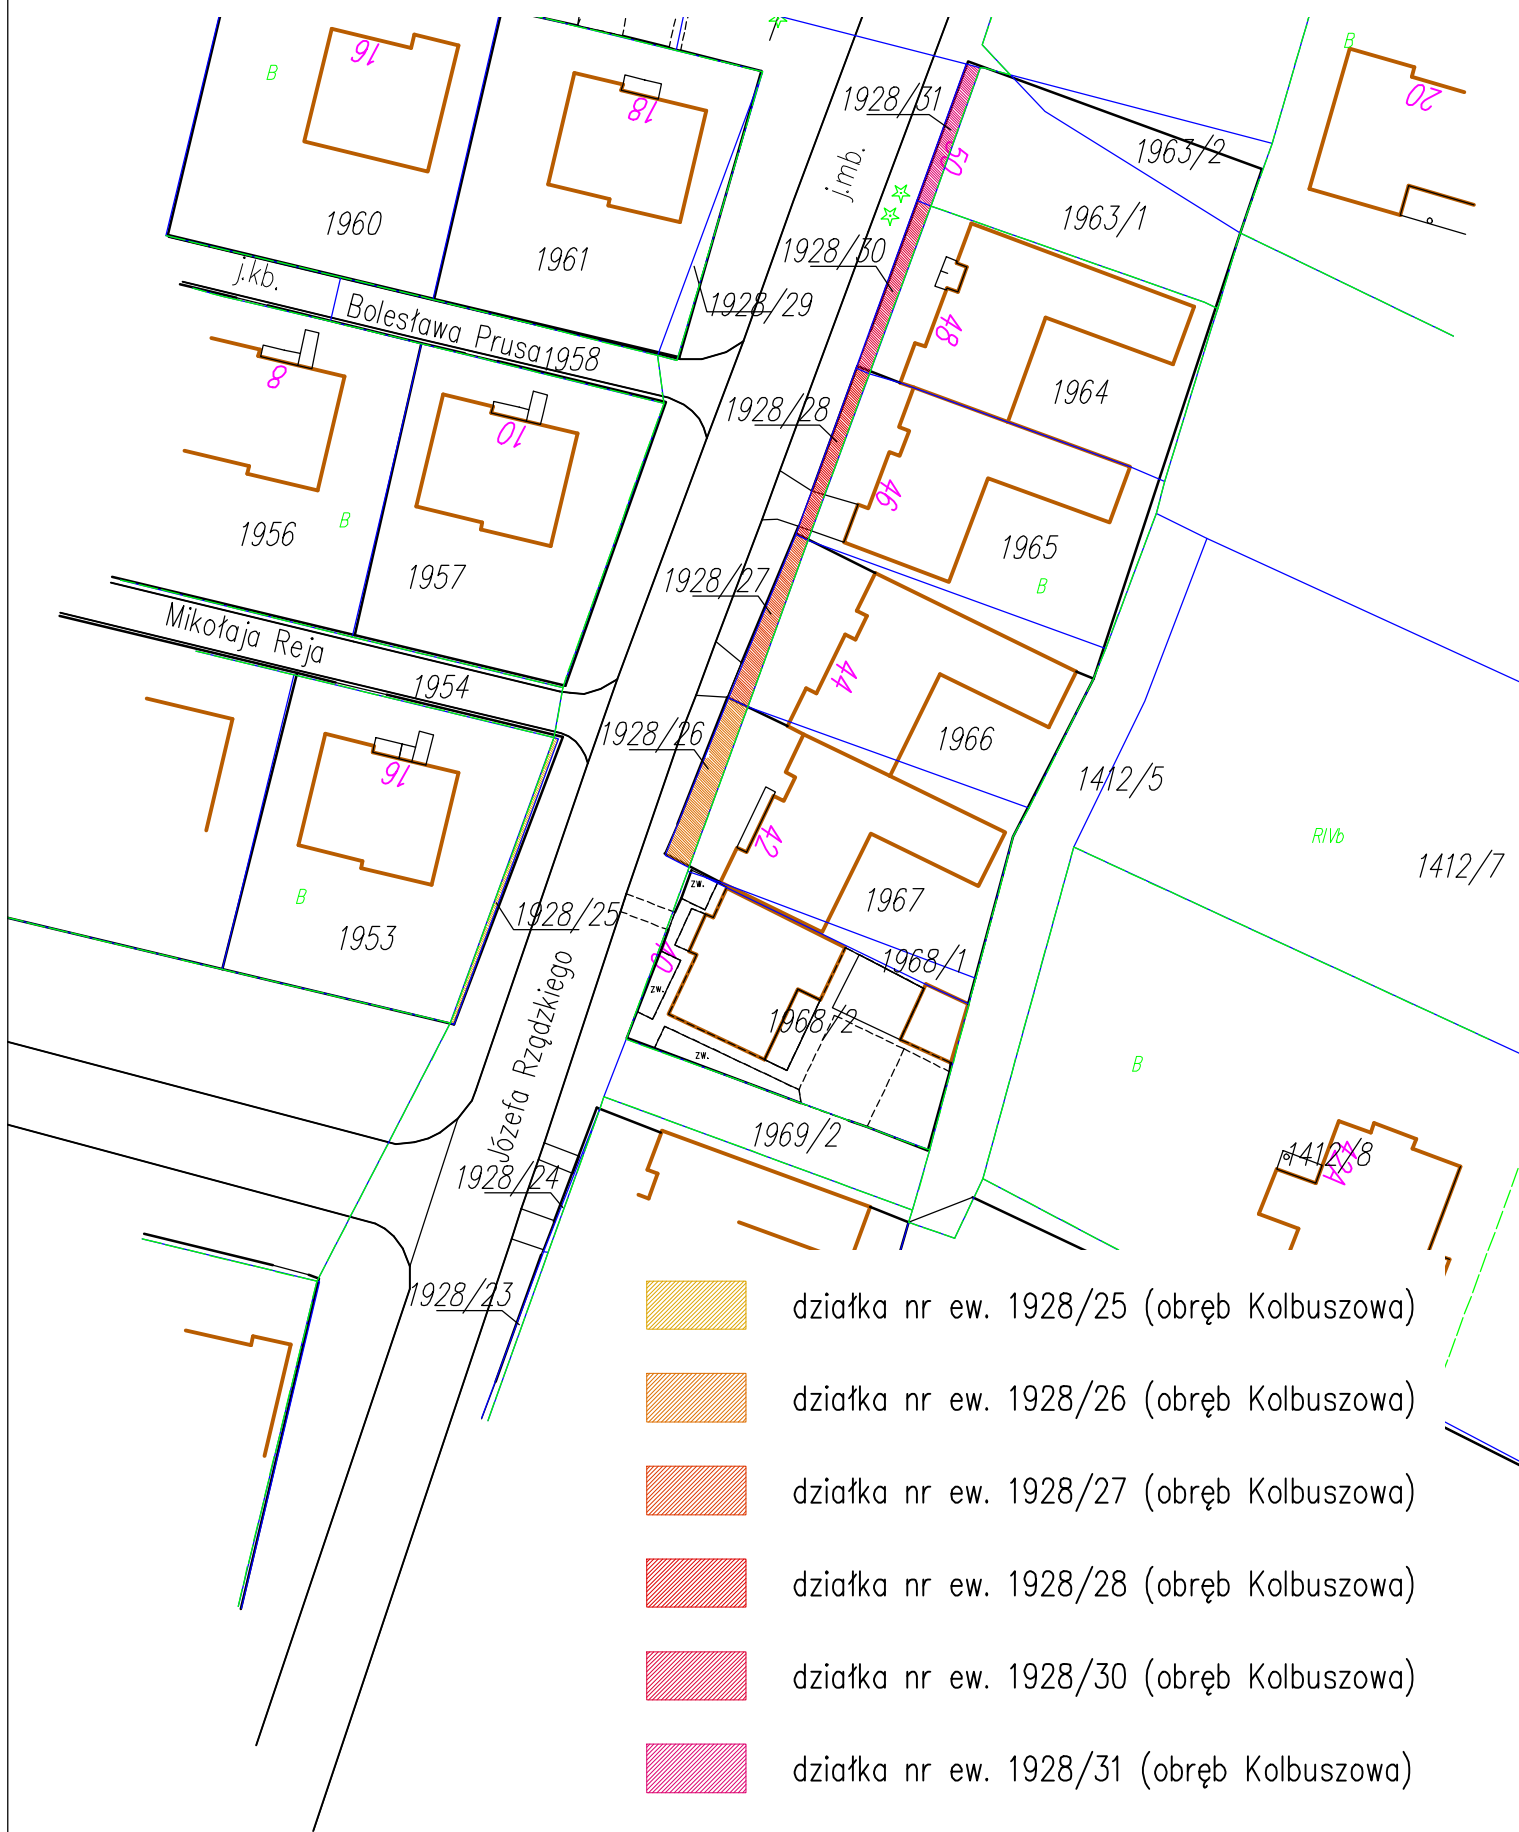 B
16
18
B
20
1928/31
50
j.mb.
1963/2
1960
1963/1
1961
1928/30
j.kb.
1928/29
Bolesława Prusa
1958
48
8
1964
10
1928/28
46
B
1956
1965
1957
1928/27
B
Mikołaja Reja
1954
44
1928/26
1966
16
1412/5
42
RIVb
1412/7
zw.
B
1967
1928/25
1953
40
1968/1
zw.
1968/2
Józefa Rządzkiego
zw.
B
1969/2
1412/8
42A
1928/24
1928/23
działka nr ew. 1928/25 (obręb Kolbuszowa)
działka nr ew. 1928/26 (obręb Kolbuszowa)
działka nr ew. 1928/27 (obręb Kolbuszowa)
działka nr ew. 1928/28 (obręb Kolbuszowa)
działka nr ew. 1928/30 (obręb Kolbuszowa)
działka nr ew. 1928/31 (obręb Kolbuszowa)